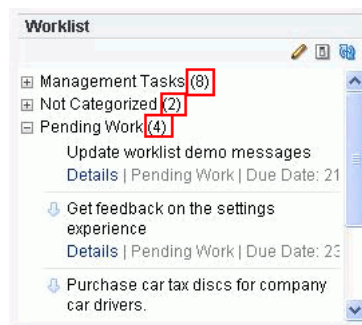 Worklist
Management Tasks (8)
Not Categorized (2)
Pending Work (4)
Update worklist demo messages
Details | Pending Work | Due Date: 21
Get feedback on the settings
experience
Details | Pending Work | Due Date: 23
Purchase car tax discs for company
car drivers.